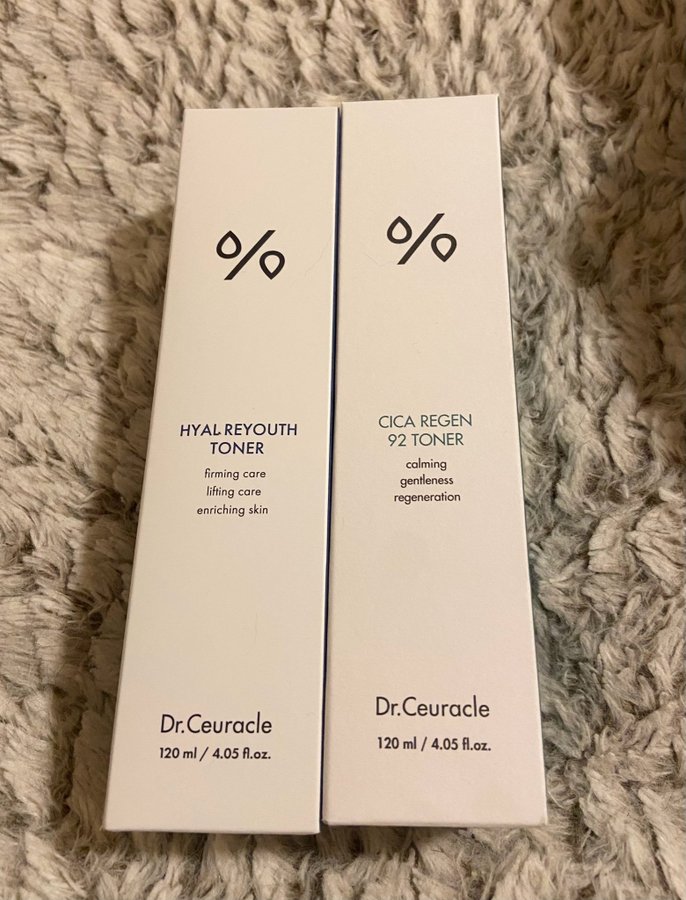 %
HYAL REYOUTH
TONER
firming care
lifting care
enriching skin
Dr.Ceuracle
120 ml / 4.05 fl.oz.
%
CICA REGEN
92 TONER
calming
gentleness
regeneration
Dr.Ceuracle
120 ml / 4.05 fl.oz.